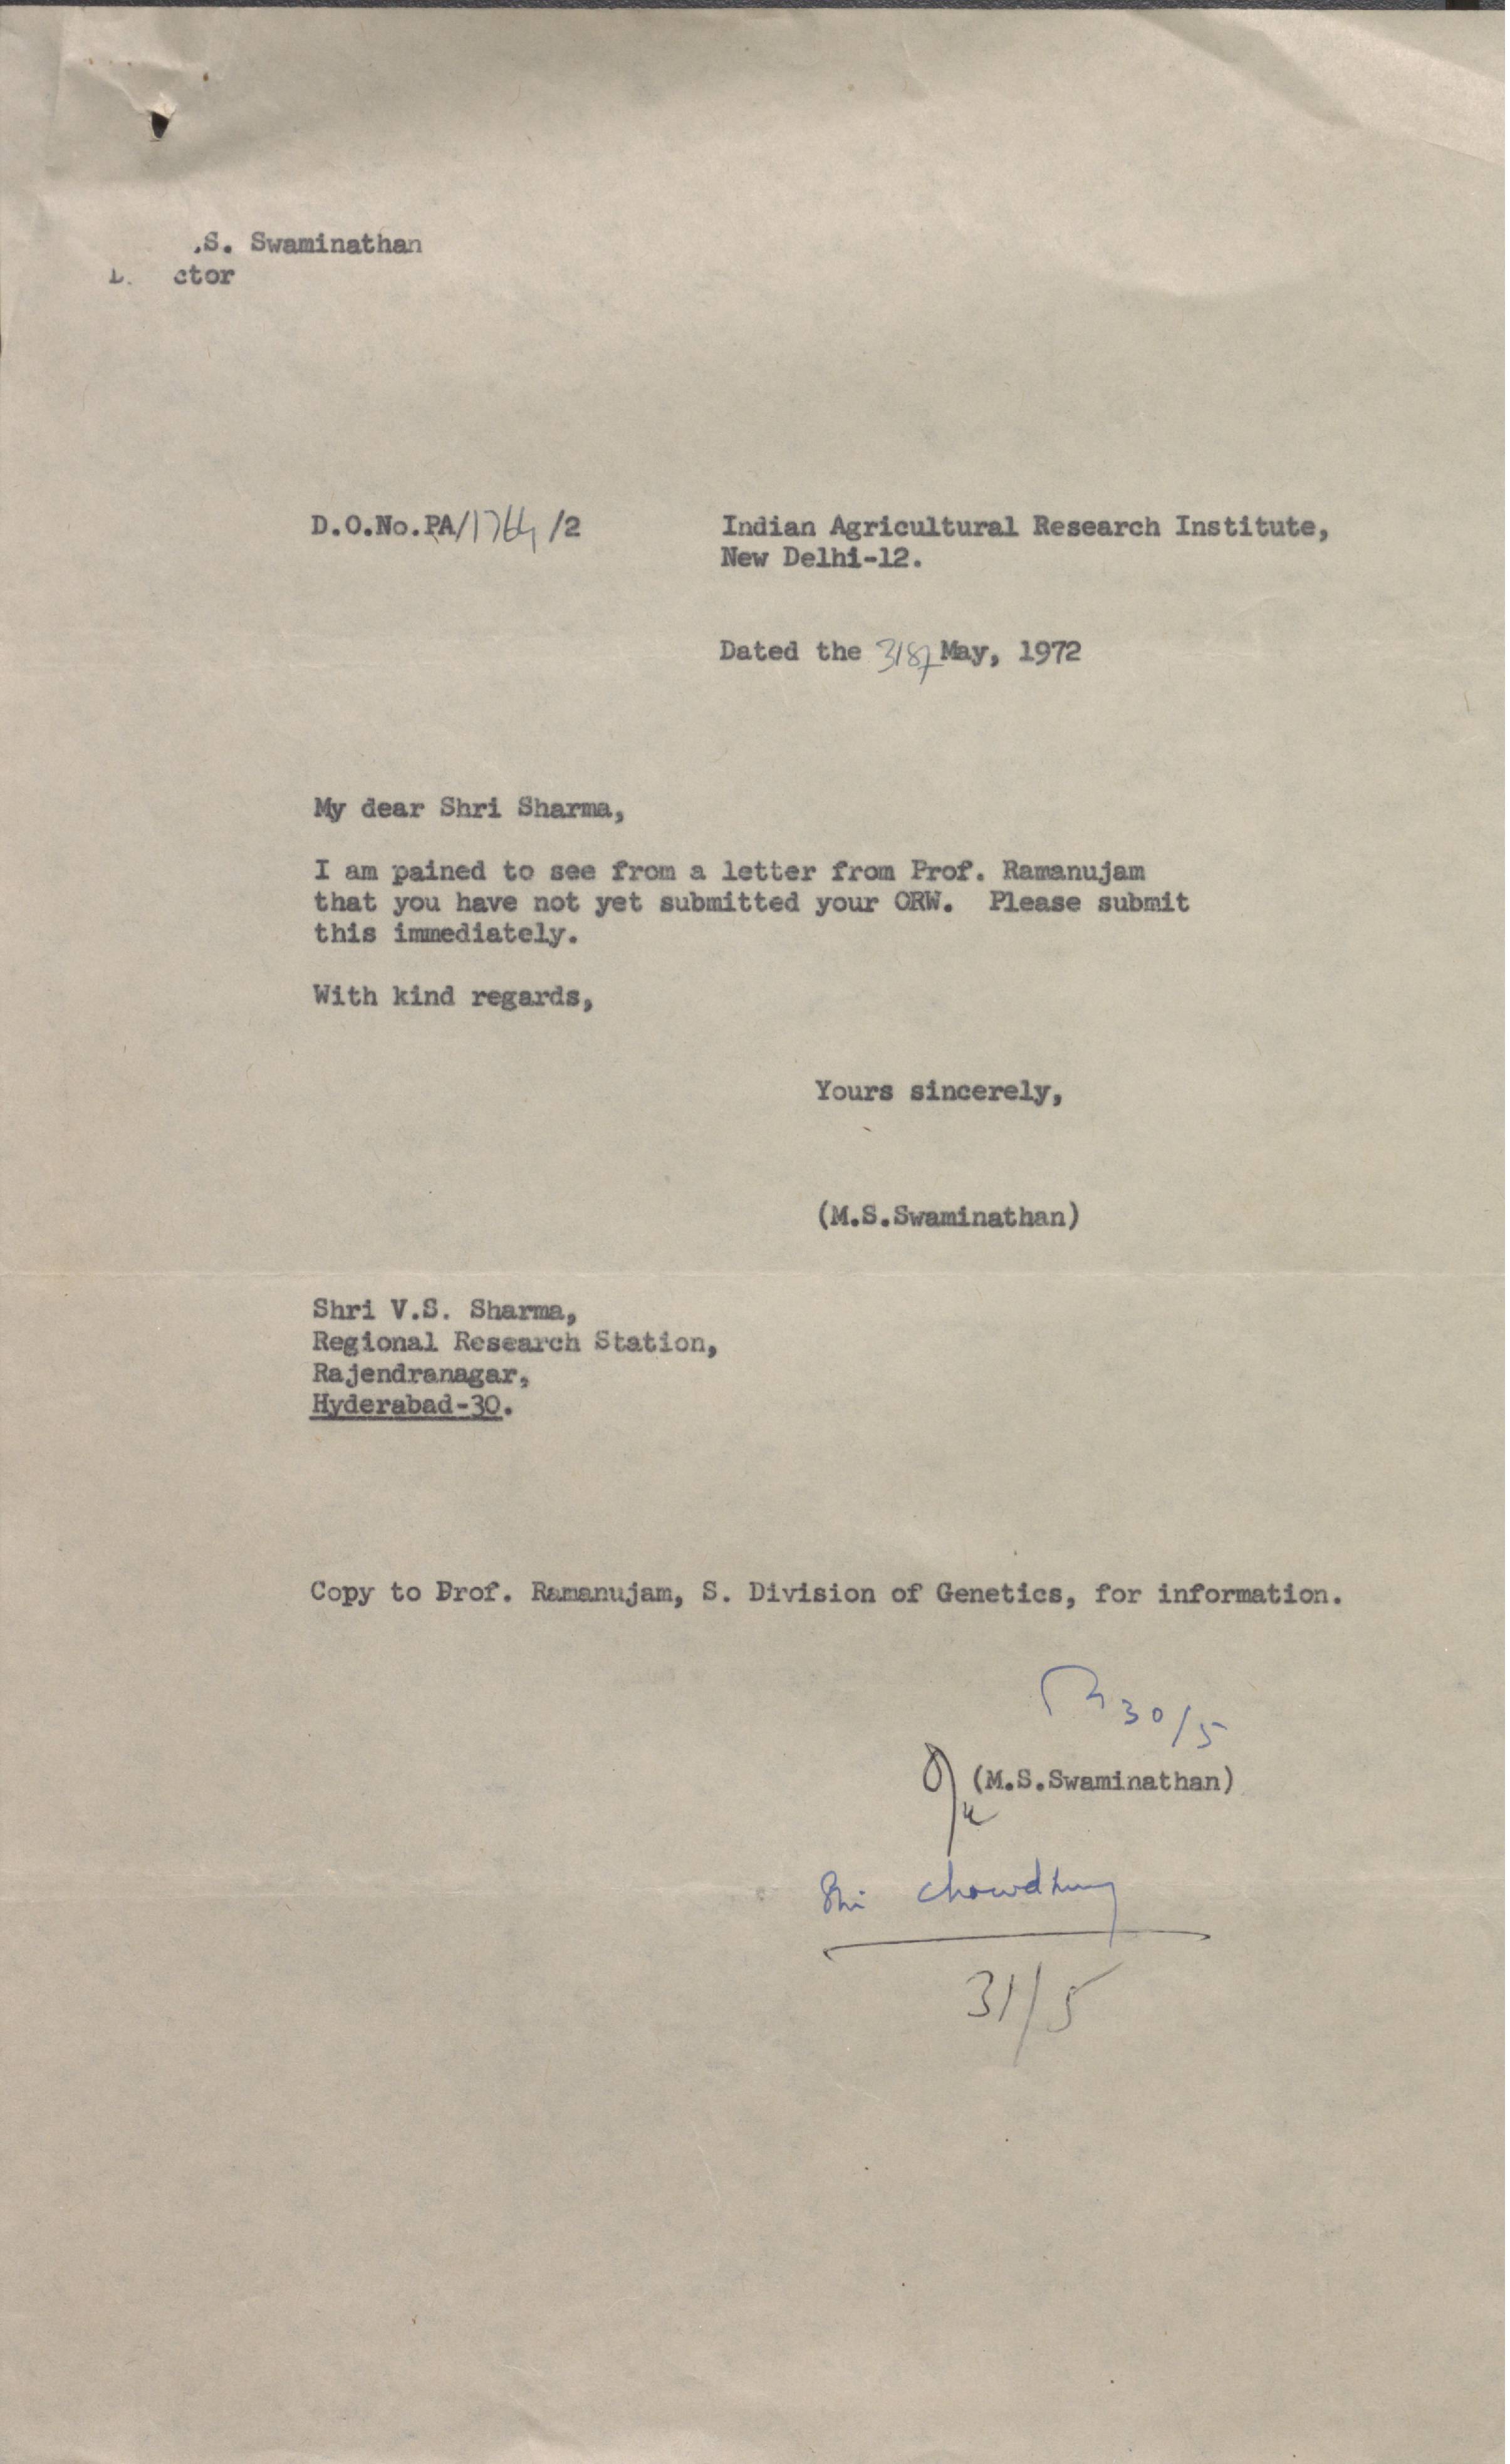 .S. Swaminathan
ctor
D.O.No.PA/1764/2
Indian Agricultural Research Institute,
New Delhi-12.
Dated the 31st May, 1972
My dear Shri Sharma,
I am pained to see from a letter from Prof. Ramanujam
that you have not yet submitted your ORW. Please submit
this immediately.
With kind regards,
Yours sincerely,
(M.S.Swaminathan)
Shri V.S. Sharma,
Regional Research Station,
Rajendranagar,
Hyderabad-30.
Copy to Prof. Ramanujam, S. Division of Genetics, for information.
30/5
(M.S.Swaminathan)
Shri Chowdhury
31/5